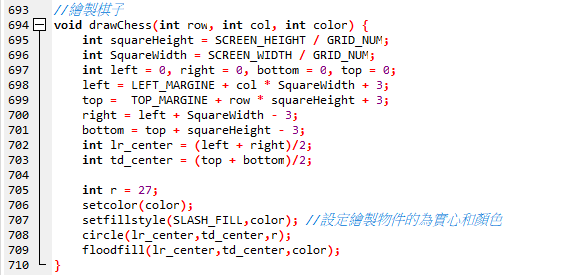 693 //繪製棋子
694 void drawChess(int row, int col, int color) {
695 int squareHeight = SCREEN_HEIGHT / GRID_NUM;
696 int SquareWidth = SCREEN_WIDTH / GRID_NUM;
697 int left = 0, right = 0, bottom = 0, top = 0;
698 left = LEFT_MARGINE + col * SquareWidth + 3;
699 top =  TOP_MARGINE + row * squareHeight + 3;
700 right = left + SquareWidth - 3;
701 bottom = top + squareHeight - 3;
702 int lr_center = (left + right)/2;
703 int td_center = (top + bottom)/2;
704
705 int r = 27;
706 setcolor(color);
707 setfillstyle(SLASH_FILL,color); //設定繪製物件的為實心和顏色
708 circle(lr_center,td_center,r);
709 floodfill(lr_center,td_center,color);
710 }